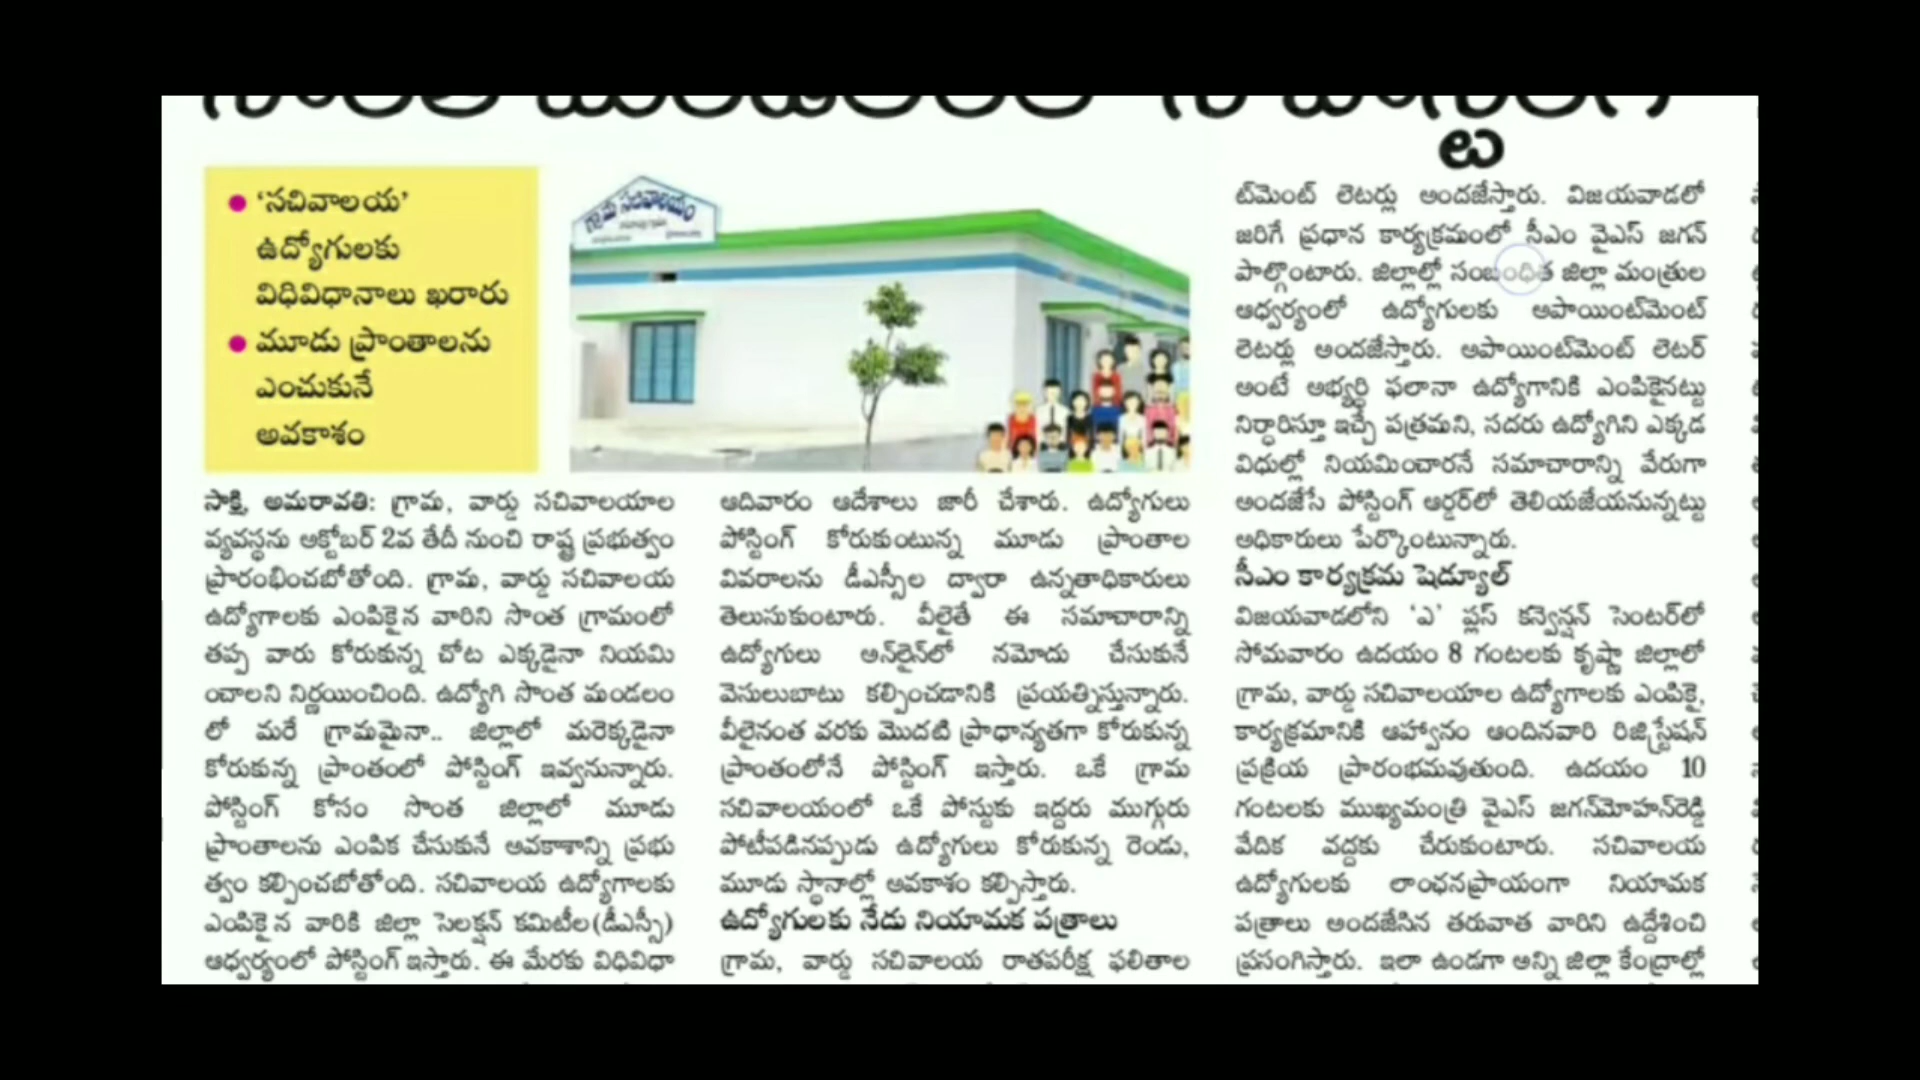 • ‘సచివాలయ’
ఉద్యోగులకు
విధివిధానాలు ఖరారు
• మూడు ప్రాంతాలను
ఎంచుకునే
అవకాశం
గ్రామ సచివాలయం
సాక్షి, అమరావతి: గ్రామ, వార్డు సచివాలయాల
వ్యవస్థను అక్టోబర్ 2వ తేదీ నుంచి రాష్ట్ర ప్రభుత్వం
ప్రారంభించబోతోంది. గ్రామ, వార్డు సచివాలయ
ఉద్యోగాలకు ఎంపికైన వారిని సొంత గ్రామంలో
తప్ప వారు కోరుకున్న చోట ఎక్కడైనా నియమి
ంచాలని నిర్ణయించింది. ఉద్యోగి సొంత మండలం
లో మరే గ్రామమైనా.. జిల్లాలో మరెక్కడైనా
కోరుకున్న ప్రాంతంలో పోస్టింగ్ ఇవ్వనున్నారు.
పోస్టింగ్ కోసం సొంత జిల్లాలో మూడు
ప్రాంతాలను ఎంపిక చేసుకునే అవకాశాన్ని ప్రభు
త్వం కల్పించబోతోంది. సచివాలయ ఉద్యోగాలకు
ఎంపికైన వారికి జిల్లా సెలక్షన్ కమిటీల(డీఎస్సీ)
ఆధ్వర్యంలో పోస్టింగ్ ఇస్తారు. ఈ మేరకు విధివిధా
ఆదివారం ఆదేశాలు జారీ చేశారు. ఉద్యోగులు
పోస్టింగ్ కోరుకుంటున్న మూడు ప్రాంతాల
వివరాలను డీఎస్సీల ద్వారా ఉన్నతాధికారులు
తెలుసుకుంటారు. వీలైతే ఈ సమాచారాన్ని
ఉద్యోగులు అన్‌లైన్‌లో నమోదు చేసుకునే
వెసులుబాటు కల్పించడానికి ప్రయత్నిస్తున్నారు.
వీలైనంత వరకు మొదటి ప్రాధాన్యతగా కోరుకున్న
ప్రాంతంలోనే పోస్టింగ్ ఇస్తారు. ఒకే గ్రామ
సచివాలయంలో ఒకే పోస్టుకు ఇద్దరు ముగ్గురు
పోటీపడినప్పుడు ఉద్యోగులు కోరుకున్న రెండు,
మూడు స్థానాల్లో అవకాశం కల్పిస్తారు.
ఉద్యోగులకు నేడు నియామక పత్రాలు
గ్రామ, వార్డు సచివాలయ రాతపరీక్ష ఫలితాల
ట్‌మెంట్ లెటర్లు అందజేస్తారు. విజయవాడలో
జరిగే ప్రధాన కార్యక్రమంలో సీఎం వైఎస్ జగన్
పాల్గొంటారు. జిల్లాల్లో సంబంధిత జిల్లా మంత్రుల
ఆధ్వర్యంలో ఉద్యోగులకు అపాయింట్‌మెంట్
లెటర్లు అందజేస్తారు. అపాయింట్‌మెంట్ లెటర్
అంటే అభ్యర్థి ఫలానా ఉద్యోగానికి ఎంపికైనట్టు
నిర్ధారిస్తూ ఇచ్చే పత్రమని, సదరు ఉద్యోగిని ఎక్కడ
విధుల్లో నియమించారనే సమాచారాన్ని వేరుగా
అందజేసే పోస్టింగ్ ఆర్డర్‌లో తెలియజేయనున్నట్టు
అధికారులు పేర్కొంటున్నారు.
సీఎం కార్యక్రమ షెడ్యూల్
విజయవాడలోని ‘ఎ’ ప్లస్ కన్వెన్షన్ సెంటర్‌లో
సోమవారం ఉదయం 8 గంటలకు కృష్ణా జిల్లాలో
గ్రామ, వార్డు సచివాలయాల ఉద్యోగాలకు ఎంపికై,
కార్యక్రమానికి ఆహ్వానం అందినవారి రిజిస్ట్రేషన్
ప్రక్రియ ప్రారంభమవుతుంది. ఉదయం 10
గంటలకు ముఖ్యమంత్రి వైఎస్ జగన్‌మోహన్‌రెడ్డి
వేదిక వద్దకు చేరుకుంటారు. సచివాలయ
ఉద్యోగులకు లాంఛనప్రాయంగా నియామక
పత్రాలు అందజేసిన తరువాత వారిని ఉద్దేశించి
ప్రసంగిస్తారు. ఇలా ఉండగా అన్ని జిల్లా కేంద్రాల్లో